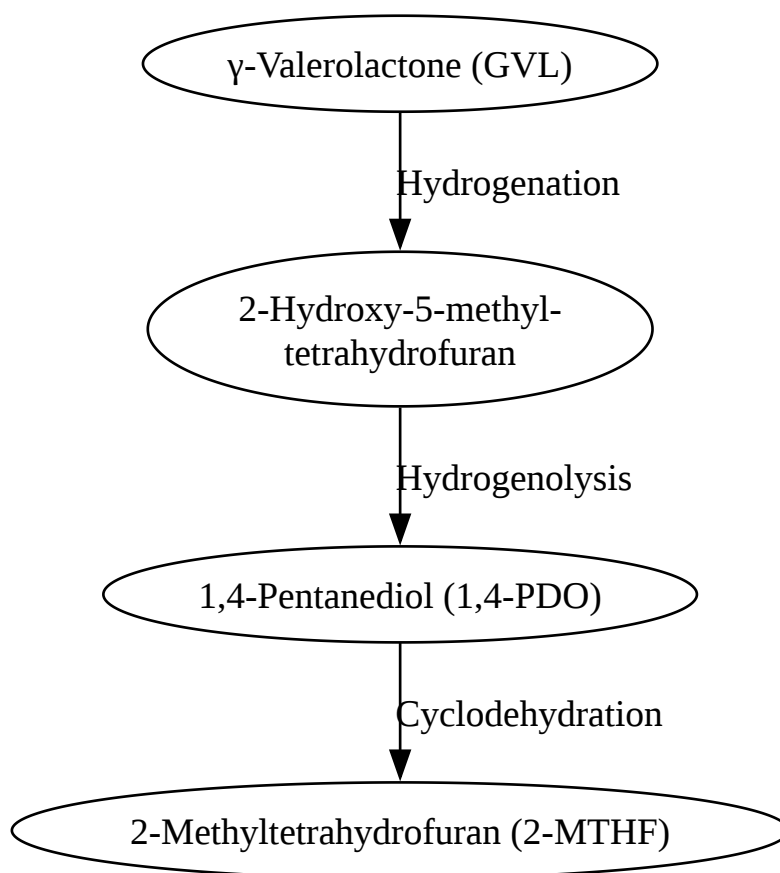 γ-Valerolactone (GVL)
Hydrogenation
2-Hydroxy-5-methyl-
tetrahydrofuran
Hydrogenolysis
1,4-Pentanediol (1,4-PDO)
Cyclodehydration
2-Methyltetrahydrofuran (2-MTHF)